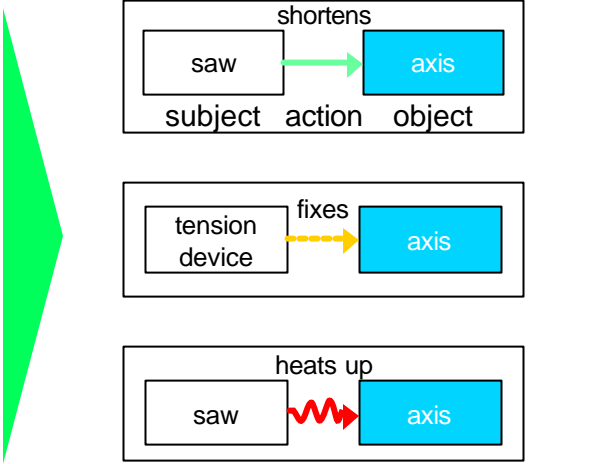 shortens
saw
axis
subject action object
fixes
tension
device
axis
heats up
saw
axis